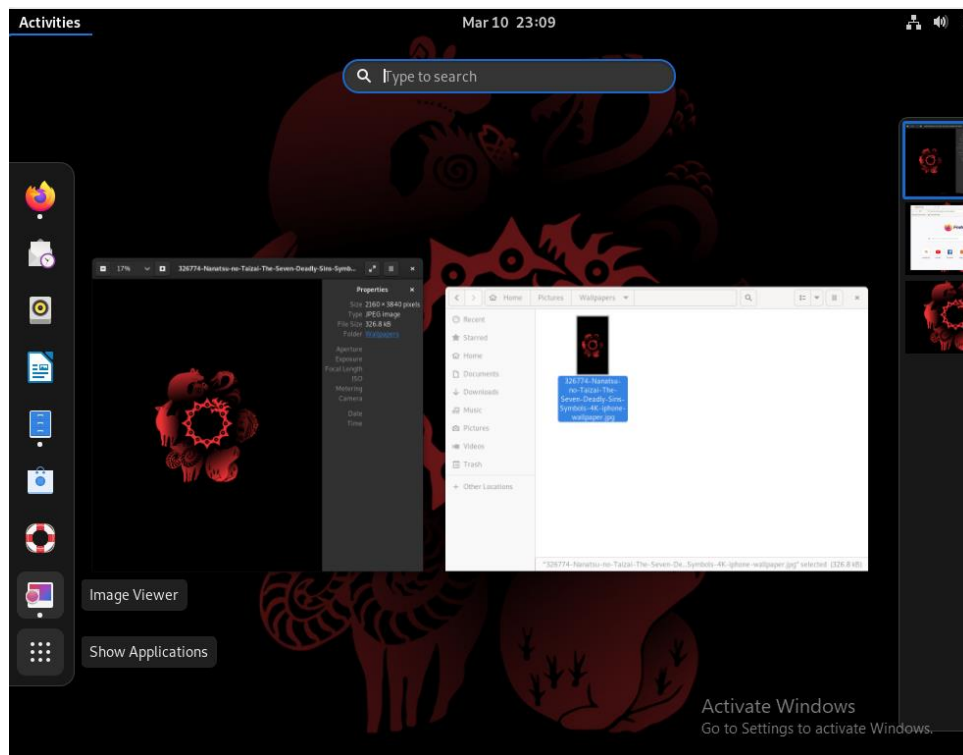 Activities
Mar 10 23:09
Type to search
17%
326774-Nanatsu-no-Taizai-The-Seven-Deadly-Sins-Symb...
Properties
Size 2160 × 3840 pixels
Type JPEG image
File Size 326.8 kB
Folder Wallpapers
Aperture
Exposure
Focal Length
ISO
Metering
Camera
Date
Time
Home
Pictures
Wallpapers
Recent
Starred
Home
Documents
Downloads
Music
Pictures
Videos
Trash
+ Other Locations
326774-Nanatsu-
no-Taizai-The-
Seven-Deadly-Sins-
Symbols-4K-iphone-
wallpaper.jpg
"326774-Nanatsu-no-Taizai-The-Seven-De...Symbols-4K-iphone-wallpaper.jpg" selected (326.8 kB)
Image Viewer
Show Applications
Activate Windows
Go to Settings to activate Windows.